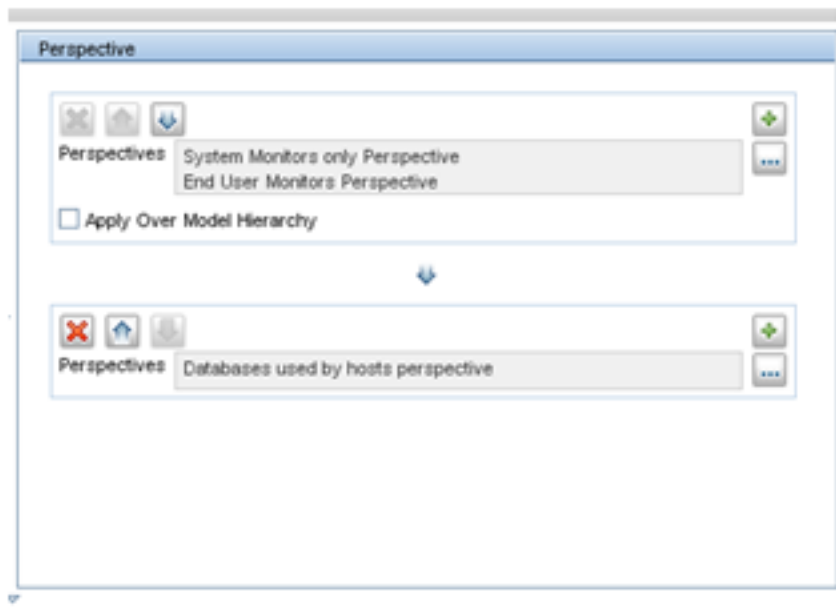 Perspective
Perspectives
System Monitors only Perspective
End User Monitors Perspective
Apply Over Model Hierarchy
Perspectives
Databases used by hosts perspective